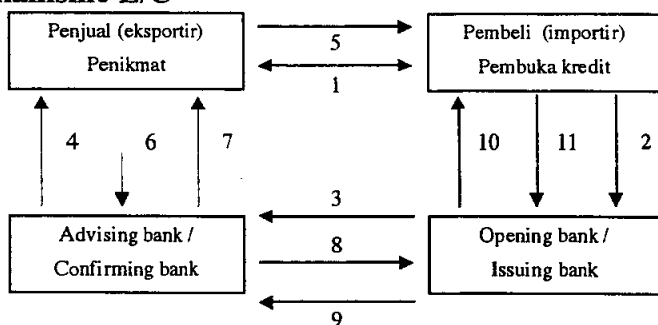 Penjual (eksportir)
Penikmat
5
1
Pembeli (importir)
Pembuka kredit
4
6
7
10
11
2
3
8
9
Advising bank /
Confirming bank
Opening bank /
Issuing bank